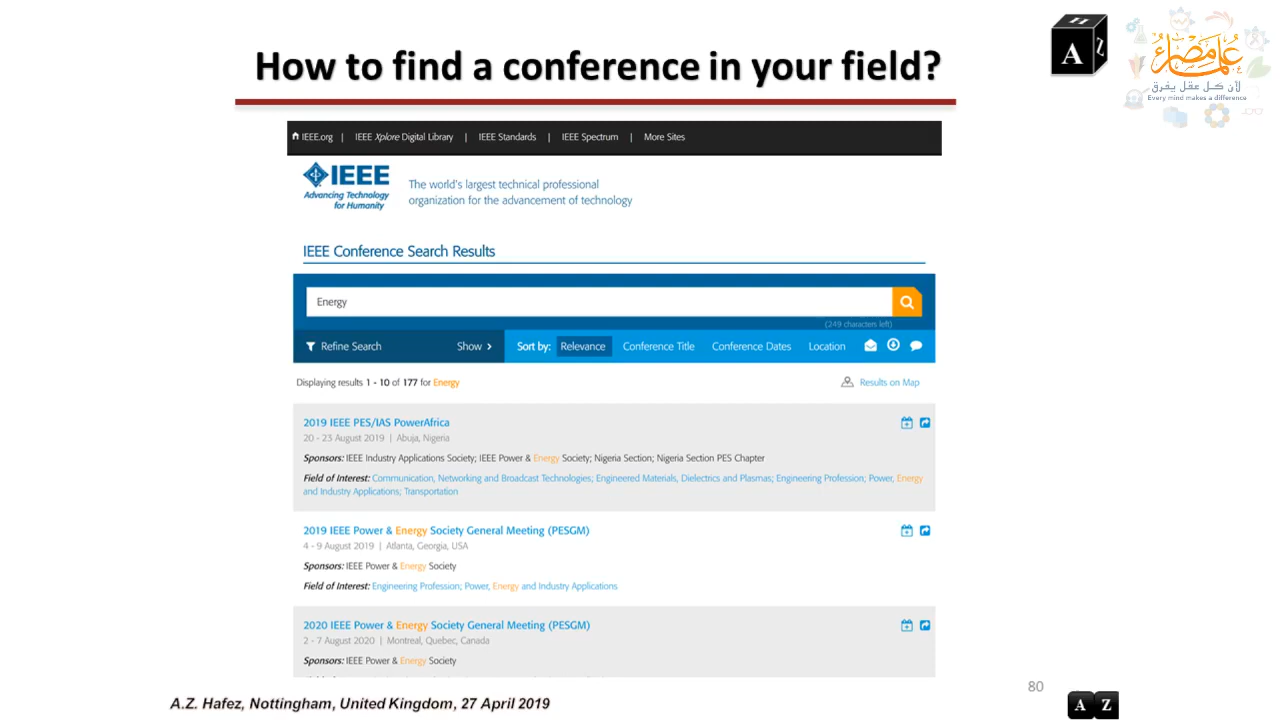 How to find a conference in your field?
H
A Z
علماء مصر
لأن كل عقل يفرق
Every mind makes a difference
IEEE.org | IEEE Xplore Digital Library | IEEE Standards | IEEE Spectrum | More Sites
IEEE
Advancing Technology
for Humanity
The world's largest technical professional
organization for the advancement of technology
IEEE Conference Search Results
Energy
(249 characters left)
Refine Search Show > Sort by: Relevance Conference Title Conference Dates Location
Displaying results 1 - 10 of 177 for Energy Results on Map
2019 IEEE PES/IAS PowerAfrica
20 - 23 August 2019 | Abuja, Nigeria
Sponsors: IEEE Industry Applications Society; IEEE Power & Energy Society; Nigeria Section; Nigeria Section PES Chapter
Field of Interest: Communication, Networking and Broadcast Technologies; Engineered Materials, Dielectrics and Plasmas; Engineering Profession; Power, Energy
and Industry Applications; Transportation
2019 IEEE Power & Energy Society General Meeting (PESGM)
4 - 9 August 2019 | Atlanta, Georgia, USA
Sponsors: IEEE Power & Energy Society
Field of Interest: Engineering Profession; Power, Energy and Industry Applications
2020 IEEE Power & Energy Society General Meeting (PESGM)
2 - 7 August 2020 | Montreal, Quebec, Canada
Sponsors: IEEE Power & Energy Society
80
A.Z. Hafez, Nottingham, United Kingdom, 27 April 2019
A Z